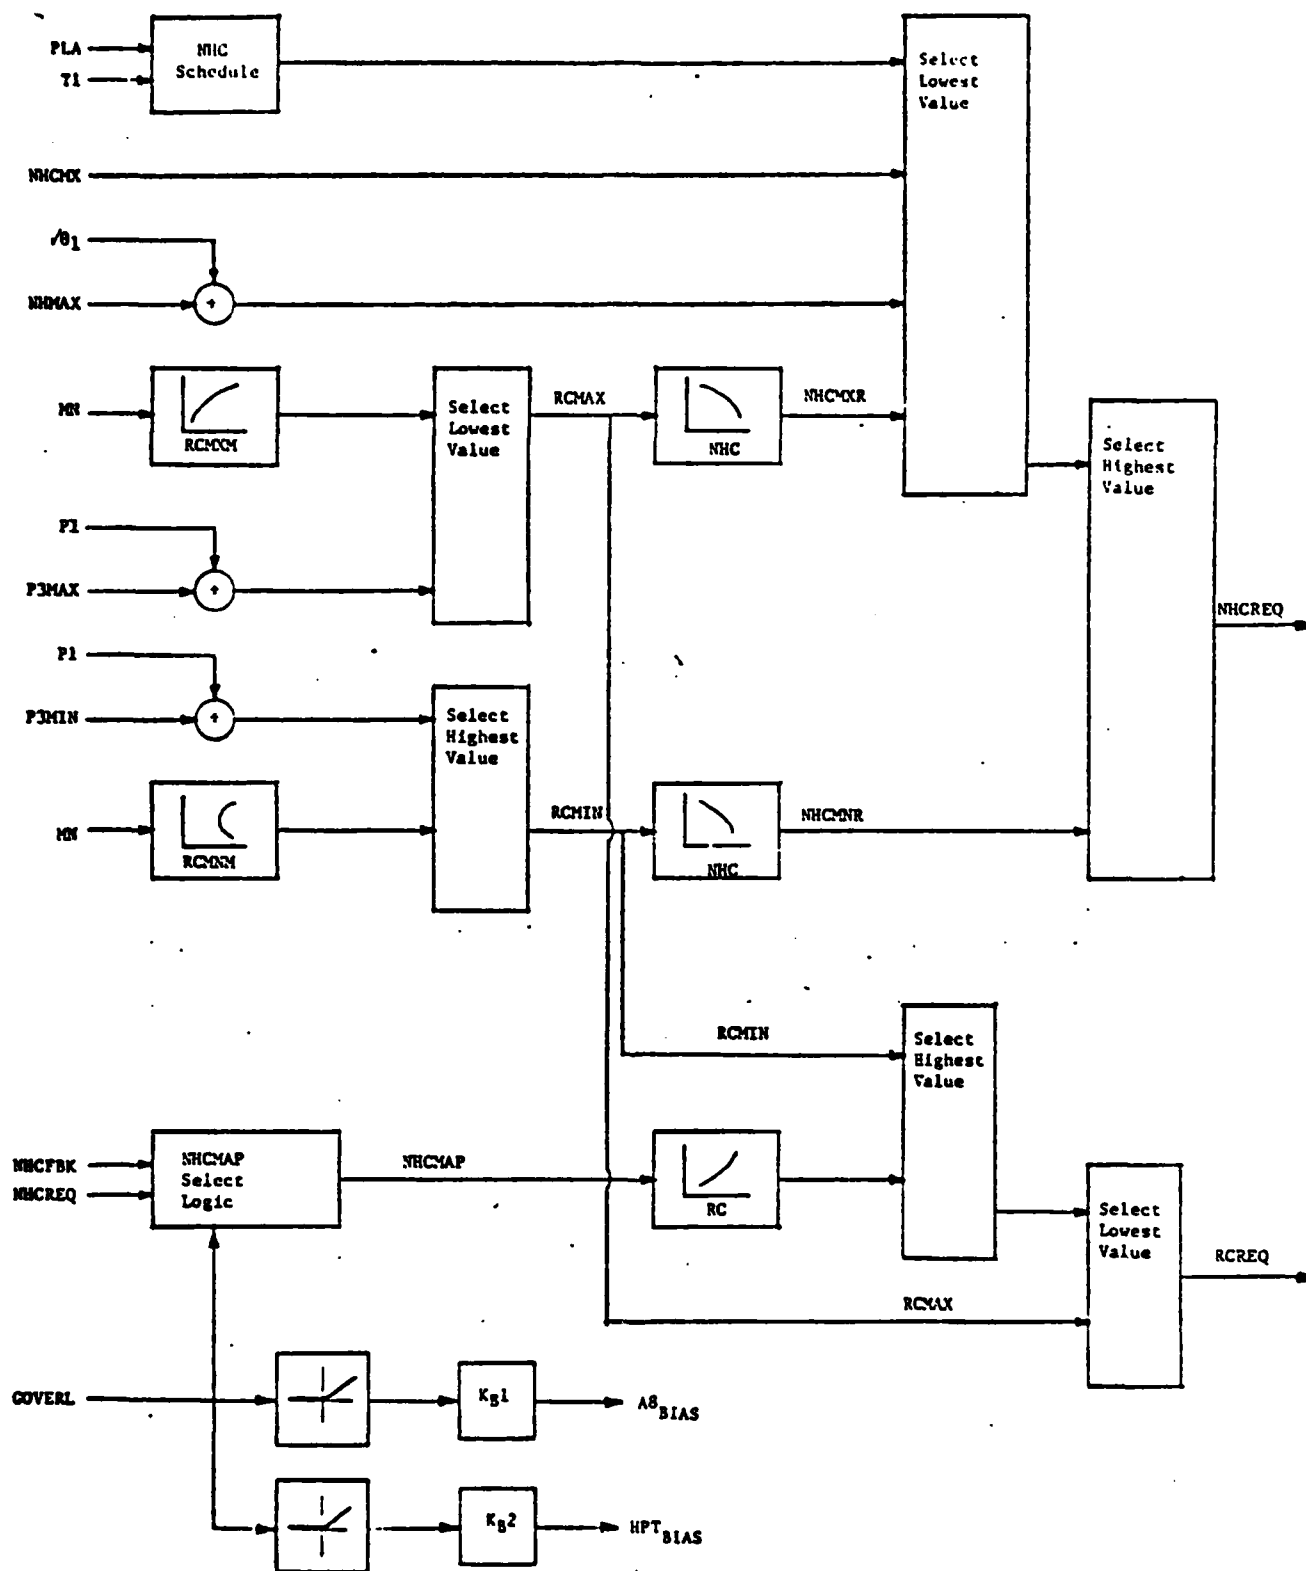 PLA
T1
NHC
Schedule
Select
Lowest
Value
NHCMX
√θ1
NHMAX
+
MN
RCMXM
Select
Lowest
Value
RCMAX
NHC
NHCMXR
Select
Highest
Value
P1
P3MAX
+
NHCREQ
P1
P3MIN
+
Select
Highest
Value
MN
RCMNM
RCMIN
NHC
NHCMNR
RCMIN
Select
Highest
Value
NHCFBK
NHCREQ
NHCMAP
Select
Logic
NHCMAP
RC
Select
Lowest
Value
RCREQ
RCMAX
GOVERL
KB1
A8BIAS
KB2
HPTBIAS